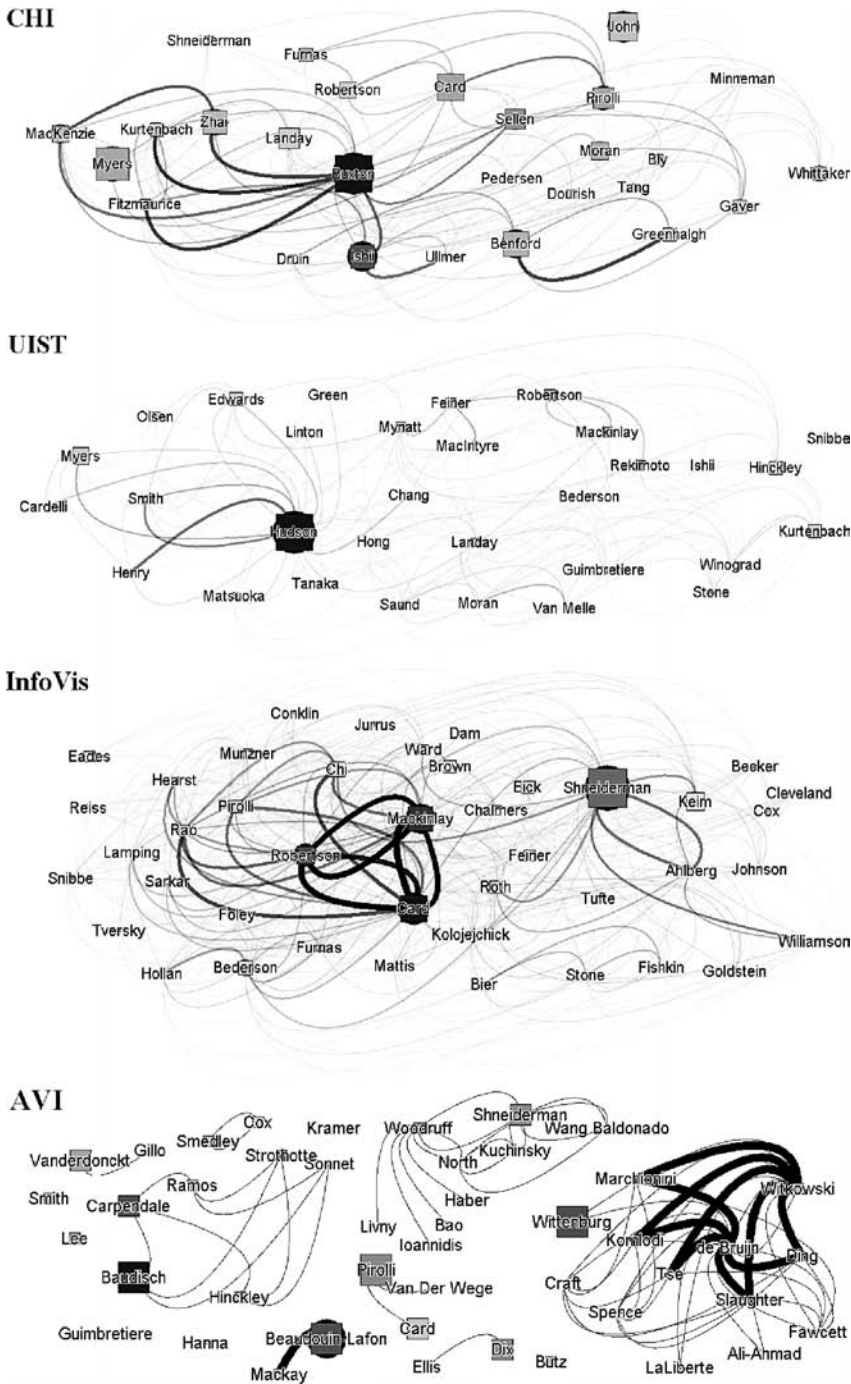 CHI
John
Shneiderman
Furnas
Robertson
Card
Pirolli
Minneman
MacKenzie
Kurtenbach
Zhai
Landay
Sellen
Myers
Buxton
Moran
Bly
Whittaker
Pedersen
Dourish
Tang
Fitzmaurice
Gaver
Druin
Ishii
Ullmer
Benford
Greenhalgh
UIST
Olsen
Edwards
Green
Feiner
Robertson
Linton
Mynatt
MacIntyre
Mackinlay
Snibbe
Myers
Rekimoto
Ishii
Hinckley
Cardelli
Smith
Chang
Bederson
Hudson
Hong
Landay
Kurtenbach
Henry
Guimbretiere
Winograd
Matsuoka
Tanaka
Saund
Moran
Van Melle
Stone
InfoVis
Conklin
Jurrus
Dam
Eades
Munzner
Ward
Brown
Becker
Hearst
Chi
Eick
Shneiderman
Cleveland
Reiss
Pirolli
Chalmers
Keim
Cox
Rao
Mackinlay
Lamping
Robertson
Feiner
Ahlberg
Johnson
Snibbe
Sarkar
Roth
Tufte
Foley
Card
Tversky
Furnas
Kolojejchick
Williamson
Hollan
Bederson
Mattis
Bier
Stone
Fishkin
Goldstein
AVI
Cox
Kramer
Woodruff
Shneiderman
Wang Baldonado
Vanderdonckt
Gillo
Smedley
Strothotte
Sonnet
North
Kuchinsky
Marchionini
Witkowski
Smith
Carpendale
Ramos
Haber
Wittenburg
Komlodi
de Bruijn
Ding
Lee
Livny
Bao
Ioannidis
Baudisch
Hinckley
Pirolli
Van Der Wege
Craft
Tse
Spence
Slaughter
Fawcett
Guimbretiere
Hanna
Beaudouin-Lafon
Card
Mackay
Ellis
Dix
Butz
LaLiberte
Ali-Ahmad